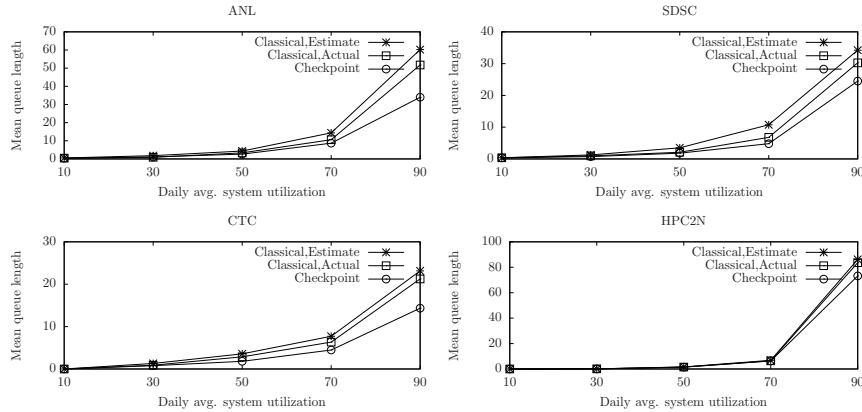 ANL
Mean queue length
70
60
50
40
30
20
10
0
10 30 50 70 90
Daily avg. system utilization
Classical,Estimate
Classical,Actual
Checkpoint
SDSC
Mean queue length
40
30
20
10
0
10 30 50 70 90
Daily avg. system utilization
Classical,Estimate
Classical,Actual
Checkpoint
CTC
Mean queue length
30
20
10
0
10 30 50 70 90
Daily avg. system utilization
Classical,Estimate
Classical,Actual
Checkpoint
HPC2N
Mean queue length
100
80
60
40
20
0
10 30 50 70 90
Daily avg. system utilization
Classical,Estimate
Classical,Actual
Checkpoint